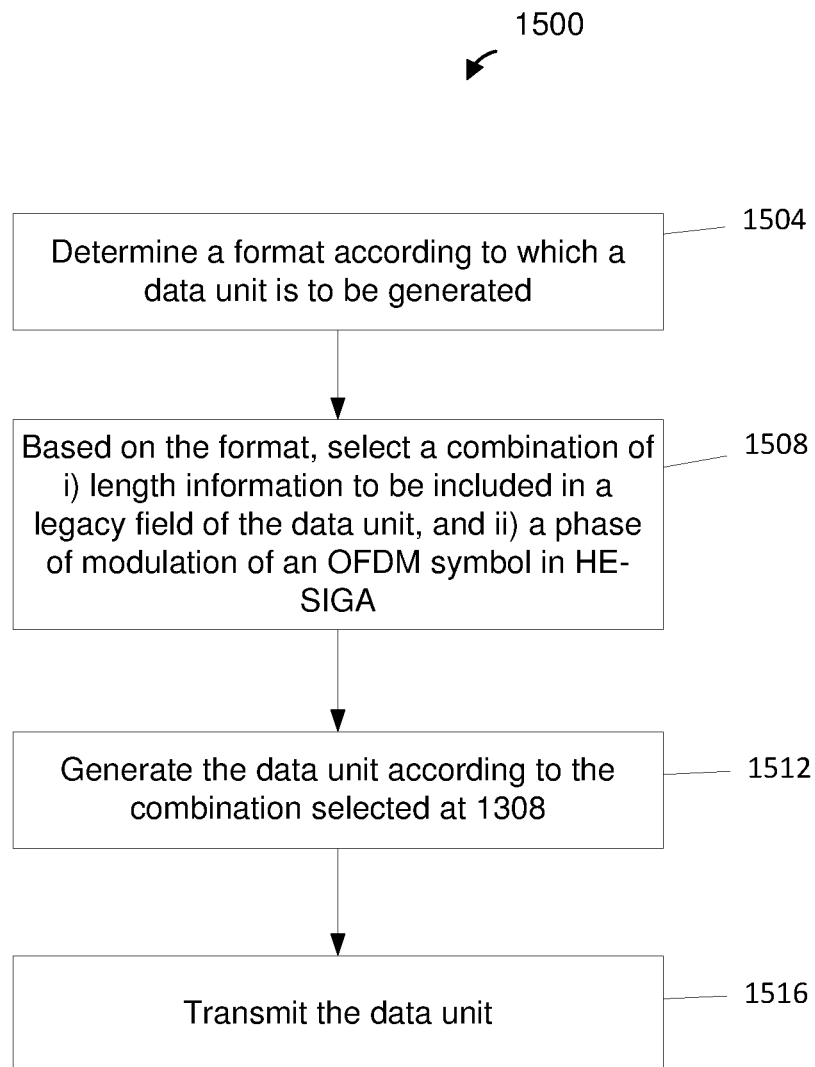 1500
1504
Determine a format according to which a
data unit is to be generated
1508
Based on the format, select a combination of
i) length information to be included in a
legacy field of the data unit, and ii) a phase
of modulation of an OFDM symbol in HE-
SIGA
1512
Generate the data unit according to the
combination selected at 1308
1516
Transmit the data unit